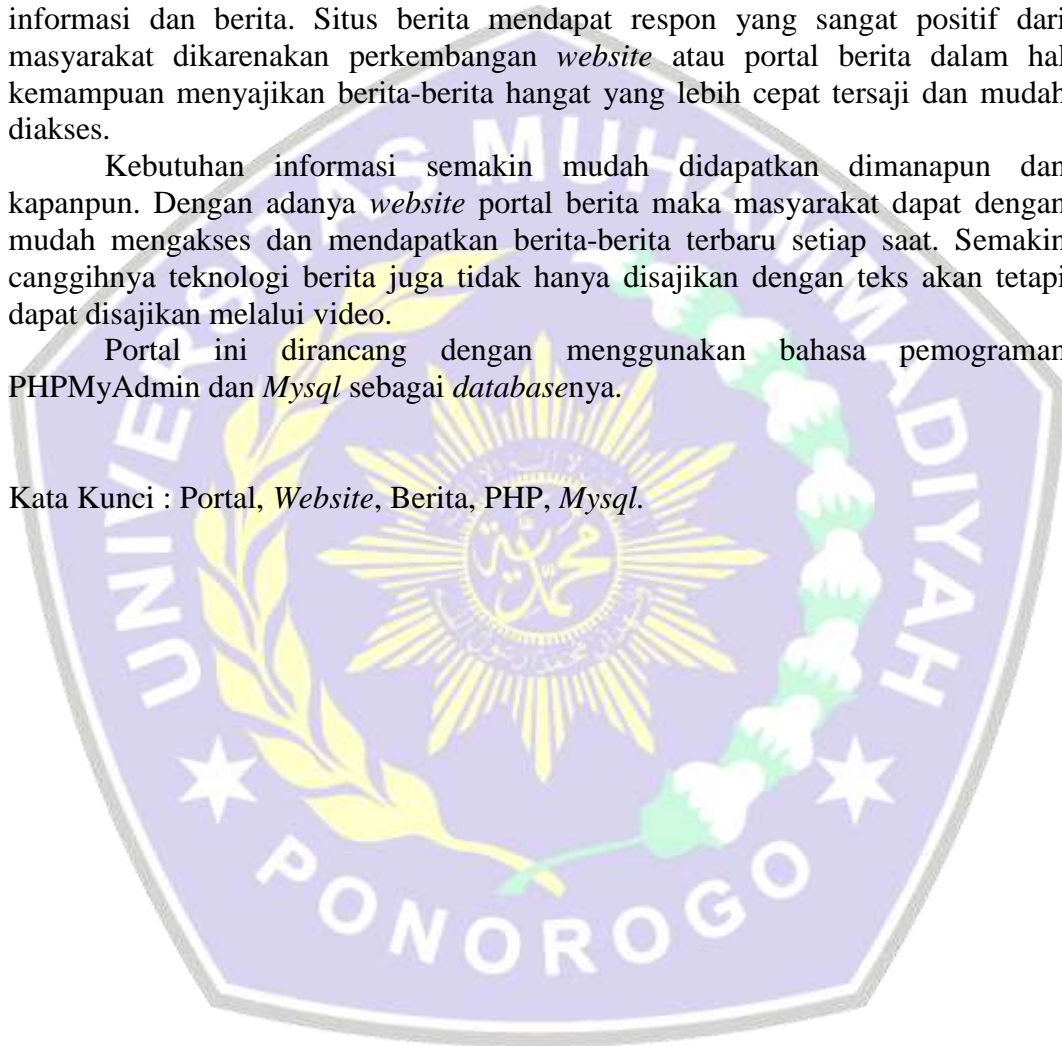 informasi dan berita. Situs berita mendapat respon yang sangat positif dari
masyarakat dikarenakan perkembangan website atau portal berita dalam hal
kemampuan menyajikan berita-berita hangat yang lebih cepat tersaji dan mudah
diakses.
Kebutuhan informasi semakin mudah didapatkan dimanapun dan
kapanpun. Dengan adanya website portal berita maka masyarakat dapat dengan
mudah mengakses dan mendapatkan berita-berita terbaru setiap saat. Semakin
canggihnya teknologi berita juga tidak hanya disajikan dengan teks akan tetapi
dapat disajikan melalui video.
Portal ini dirancang dengan menggunakan bahasa pemograman
PHPMyAdmin dan Mysql sebagai databasenya.
Kata Kunci : Portal, Website, Berita, PHP, Mysql.
UNIVERSITAS MUHAMMADIYAH
PONOROGO